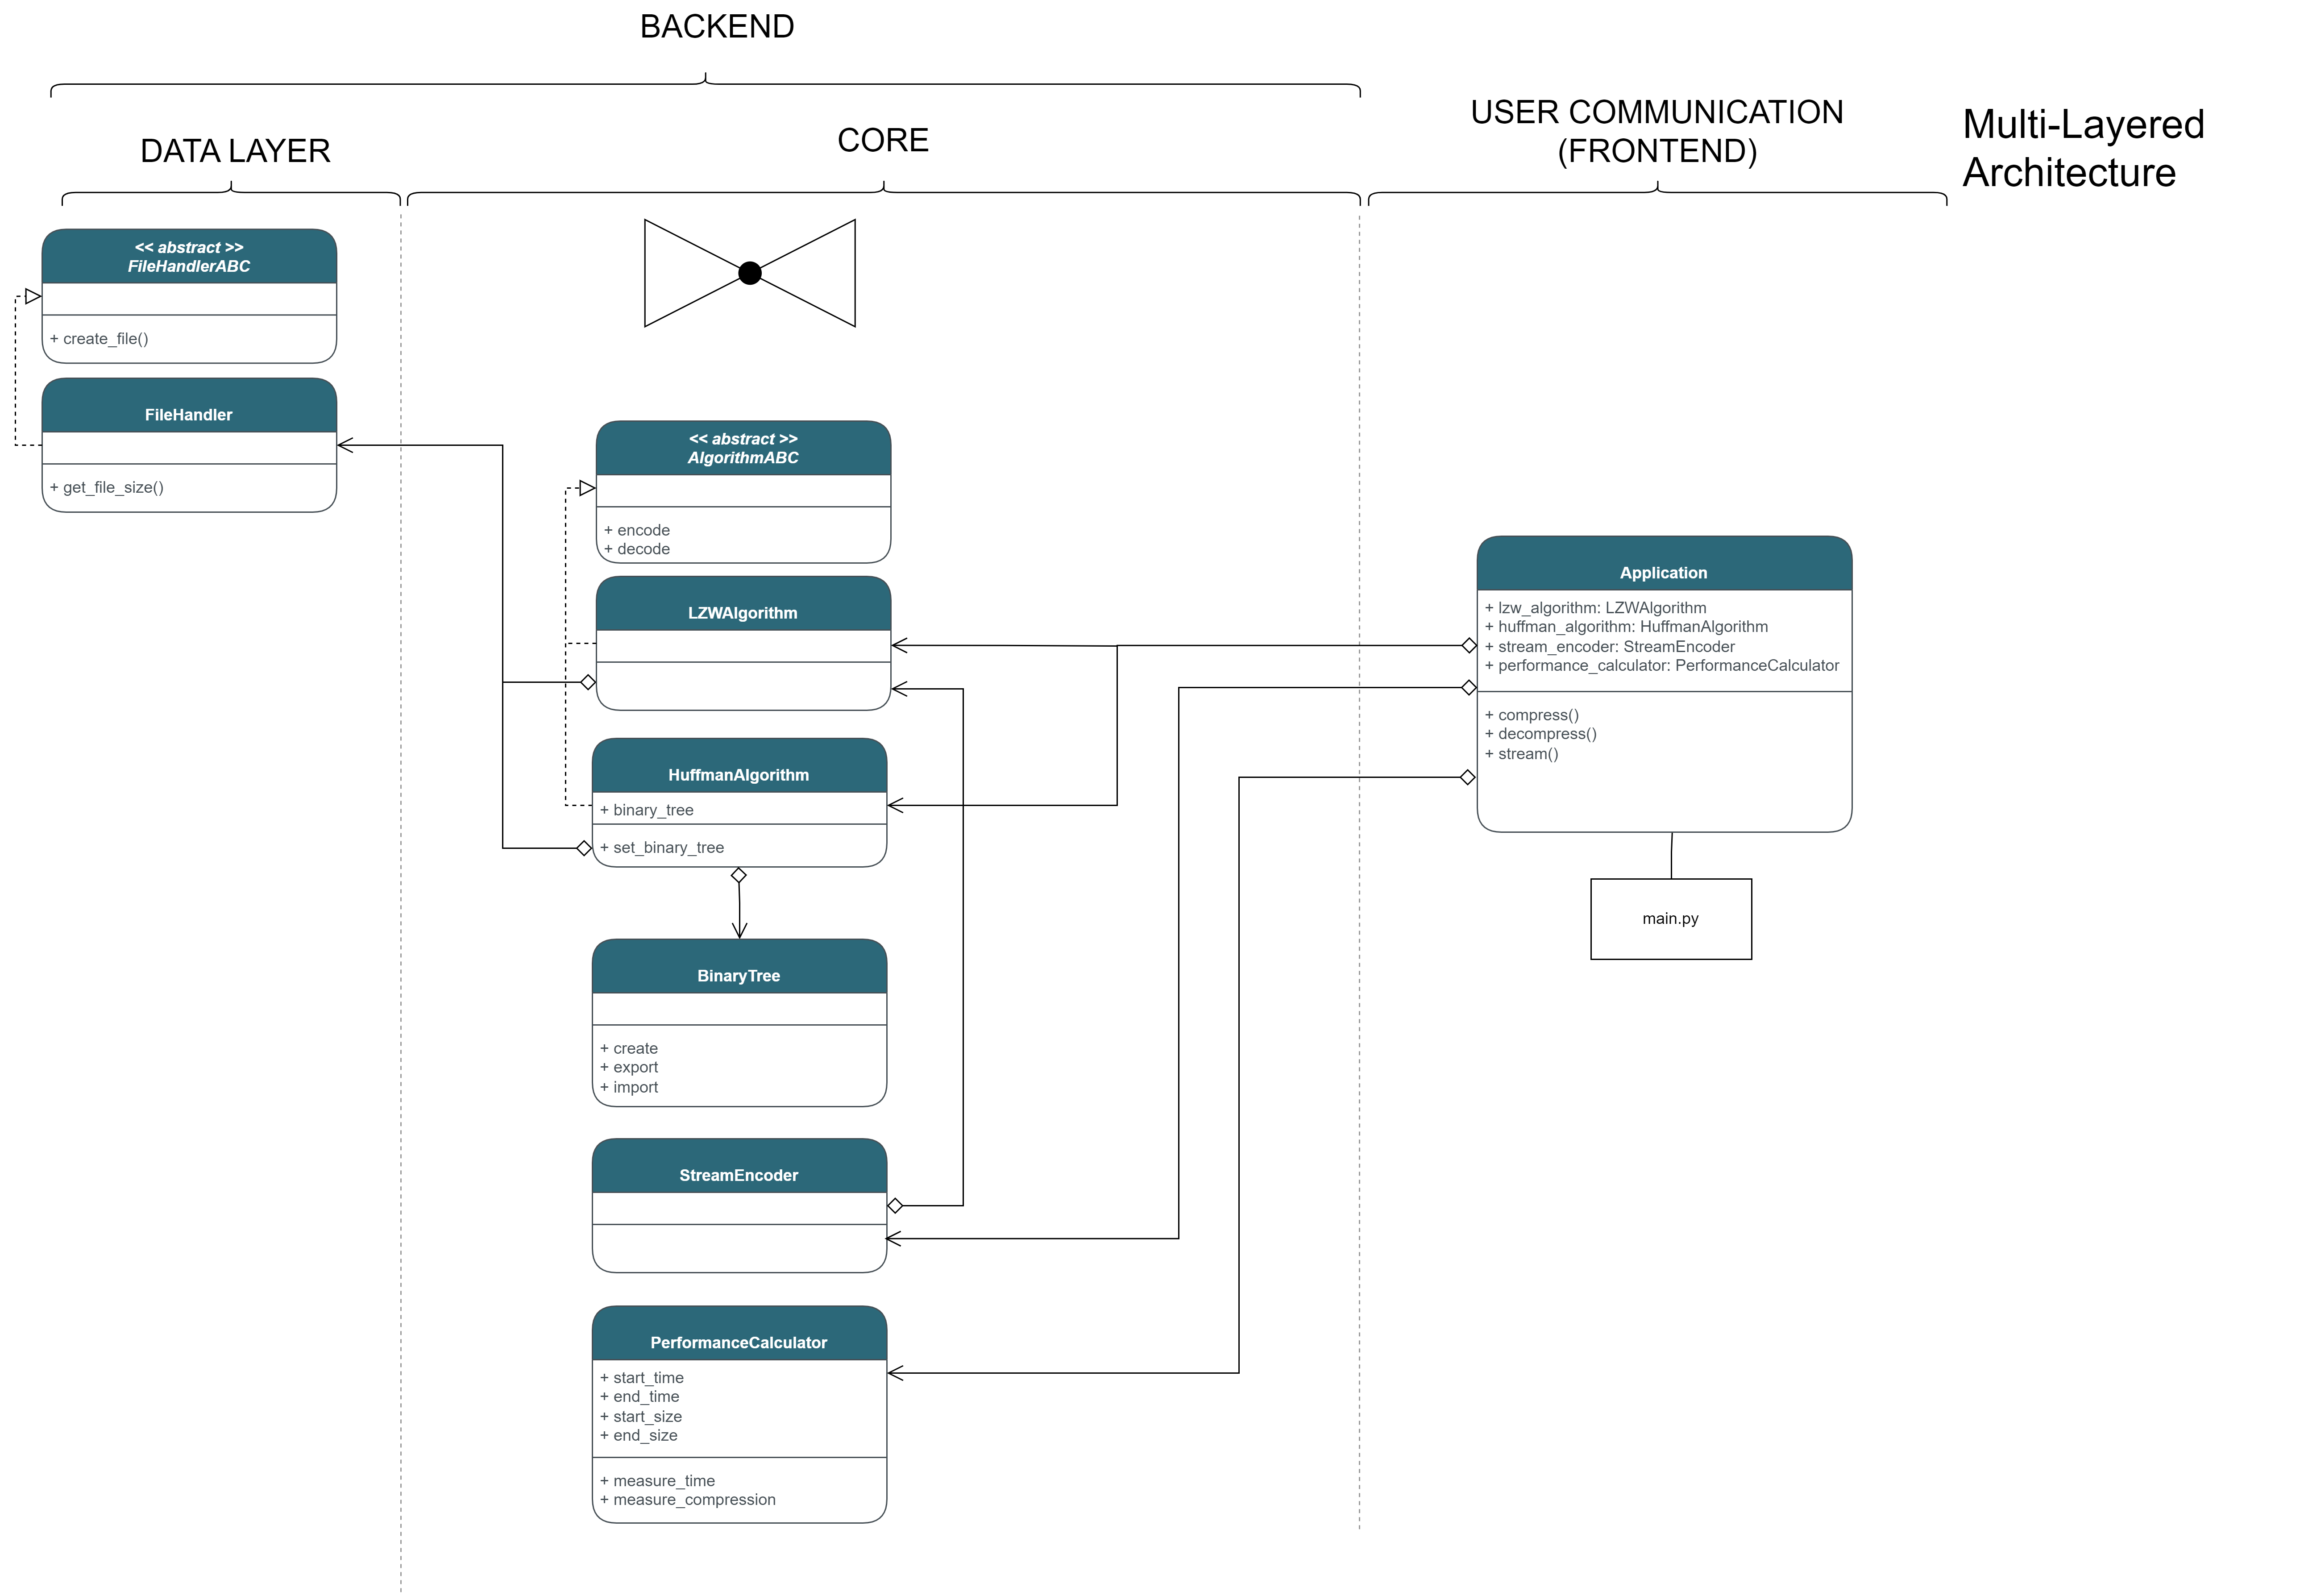 BACKEND
DATA LAYER
CORE
USER COMMUNICATION
(FRONTEND)
Multi-Layered
Architecture
<< abstract >>
FileHandlerABC
+ create_file()
FileHandler
+ get_file_size()
<< abstract >>
AlgorithmABC
+ encode
+ decode
LZWAlgorithm
HuffmanAlgorithm
+ binary_tree
+ set_binary_tree
BinaryTree
+ create
+ export
+ import
StreamEncoder
PerformanceCalculator
+ start_time
+ end_time
+ start_size
+ end_size
+ measure_time
+ measure_compression
Application
+ lzw_algorithm: LZWAlgorithm
+ huffman_algorithm: HuffmanAlgorithm
+ stream_encoder: StreamEncoder
+ performance_calculator: PerformanceCalculator
+ compress()
+ decompress()
+ stream()
main.py